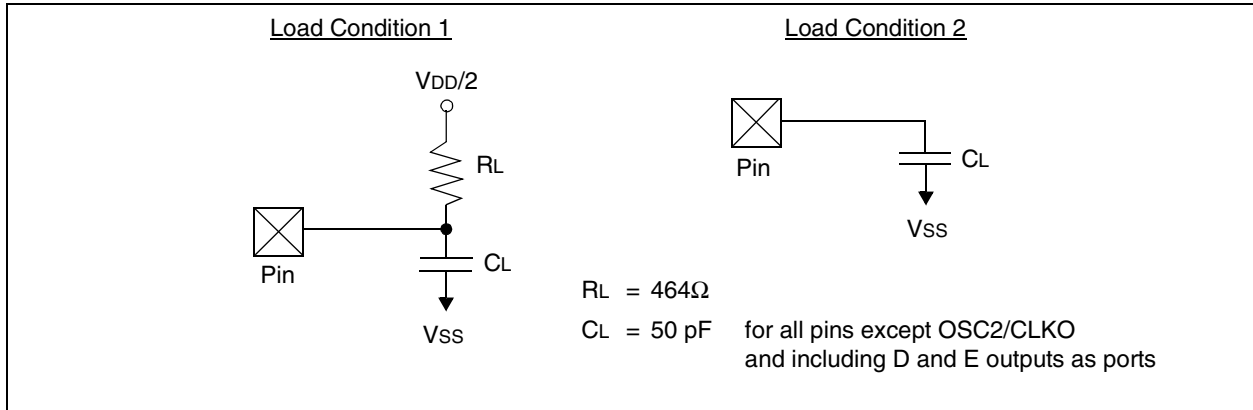 Load Condition 1
VDD/2
RL
Pin
CL
VSS
Load Condition 2
Pin
CL
VSS
RL = 464Ω
CL = 50 pF for all pins except OSC2/CLKO
and including D and E outputs as ports